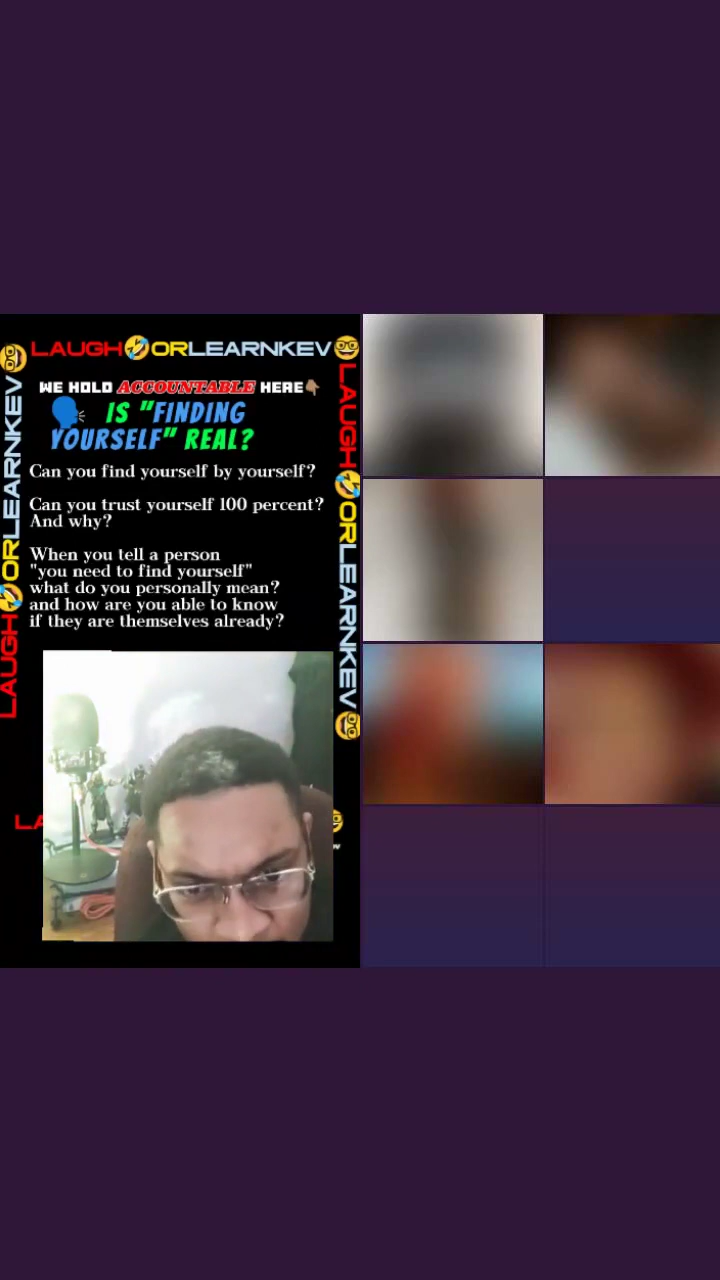 LAUGH🤣ORLEARNKEV🤓
WE HOLD ACCOUNTABLE HERE👇🏽
🗣 IS "FINDING
YOURSELF" REAL?
Can you find yourself by yourself?
Can you trust yourself 100 percent?
And why?
When you tell a person
"you need to find yourself"
what do you personally mean?
and how are you able to know
if they are themselves already?
LAUGH🤣ORLEARNKEV🤓
LAUGH🤣ORLEARNKEV🤓
LA